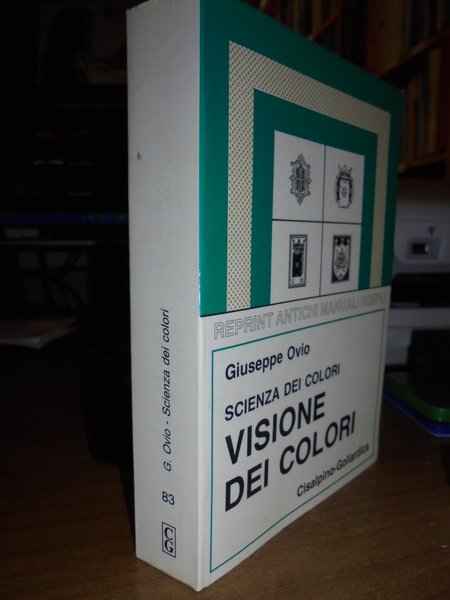 REPRINT ANTICHI MANUALI HOEPLI
Giuseppe Ovio
SCIENZA DEI COLORI
VISIONE
DEI COLORI
Cisalpino-Goliardica
G. Ovio - Scienza dei colori
83